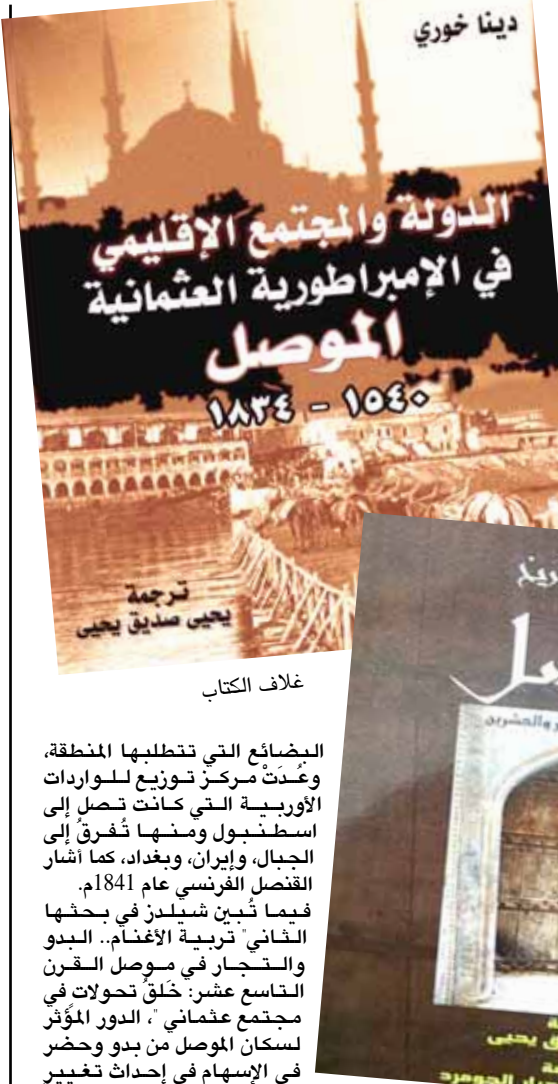 دينا خوري
الدولة والمجتمع الإقليمي
في الإمبراطورية العثمانية
الموصل
١٥٤٠ - ١٨٣٤
ترجمة
يحيى صديق يحيى
غلاف الكتاب
البضائع التي تتطلبها المنطقة،
وعُدَتْ مركز توزيع للواردات
الأوربية التي كانت تصل إلى
اسطنبول ومنها تُفرقُ إلى
الجبال، وإيران، وبغداد، كما أشار
القنصل الفرنسي عام 1841م.
فيما تُبين شيلدز في بحثها
الثاني" تربية الأغنام.. البدو
والتجار في موصل القرن
التاسع عشر: خَلقُ تحولاتٍ في
مجتمع عثماني "، الدور المؤثر
لسكان الموصل من بدو وحضر
في الإسهام في إحداث تغيير
والعشرين
يحيى